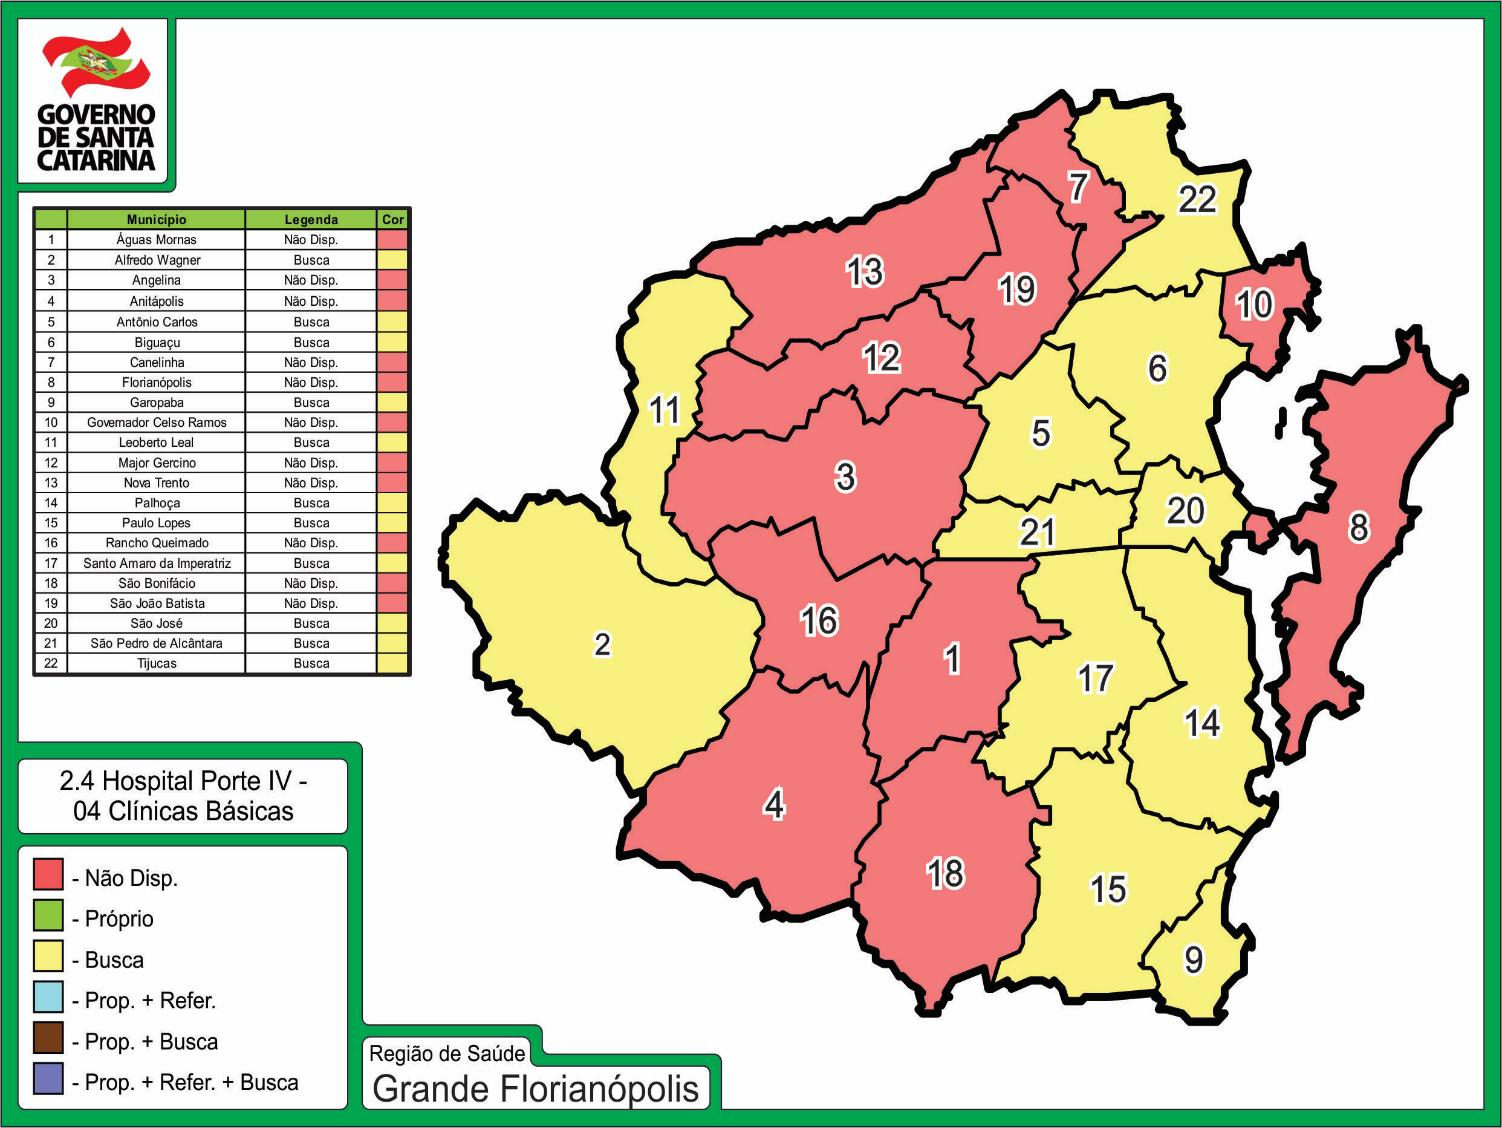 GOVERNO
DE SANTA
CATARINA
Município Legenda Cor
1 Águas Mornas Não Disp.
2 Alfredo Wagner Busca
3 Angelina Não Disp.
4 Anitápolis Não Disp.
5 Antônio Carlos Busca
6 Biguaçu Busca
7 Canelinha Não Disp.
8 Florianópolis Não Disp.
9 Garopaba Busca
10 Governador Celso Ramos Não Disp.
11 Leoberto Leal Busca
12 Major Gercino Não Disp.
13 Nova Trento Não Disp.
14 Palhoça Busca
15 Paulo Lopes Busca
16 Rancho Queimado Não Disp.
17 Santo Amaro da Imperatriz Busca
18 São Bonifácio Não Disp.
19 São João Batista Não Disp.
20 São José Busca
21 São Pedro de Alcântara Busca
22 Tijucas Busca
7
22
13
19
10
12
6
11
5
3
20
21
8
16
2
1
17
14
4
18
15
9
2.4 Hospital Porte IV -
04 Clínicas Básicas
- Não Disp.
- Próprio
- Busca
- Prop. + Refer.
- Prop. + Busca
- Prop. + Refer. + Busca
Região de Saúde
Grande Florianópolis